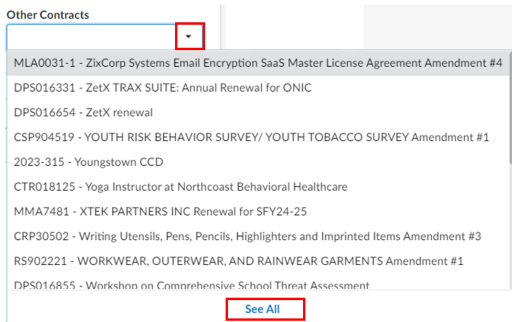 Other Contracts
MLA0031-1 - ZixCorp Systems Email Encryption SaaS Master License Agreement Amendment #4
DPS016331 - ZetX TRAX SUITE: Annual Renewal for ONIC
DPS016654 - ZetX renewal
CSP904519 - YOUTH RISK BEHAVIOR SURVEY/ YOUTH TOBACCO SURVEY Amendment #1
2023-315 - Youngstown CCD
CTR018125 - Yoga Instructor at Northcoast Behavioral Healthcare
MMA7481 - XTEK PARTNERS INC Renewal for SFY24-25
CRP30502 - Writing Utensils, Pens, Pencils, Highlighters and Imprinted Items Amendment #3
RS902221 - WORKWEAR, OUTERWEAR, AND RAINWEAR GARMENTS Amendment #1
DPS016855 - Workshop on Comprehensive School Threat Assessment
See All